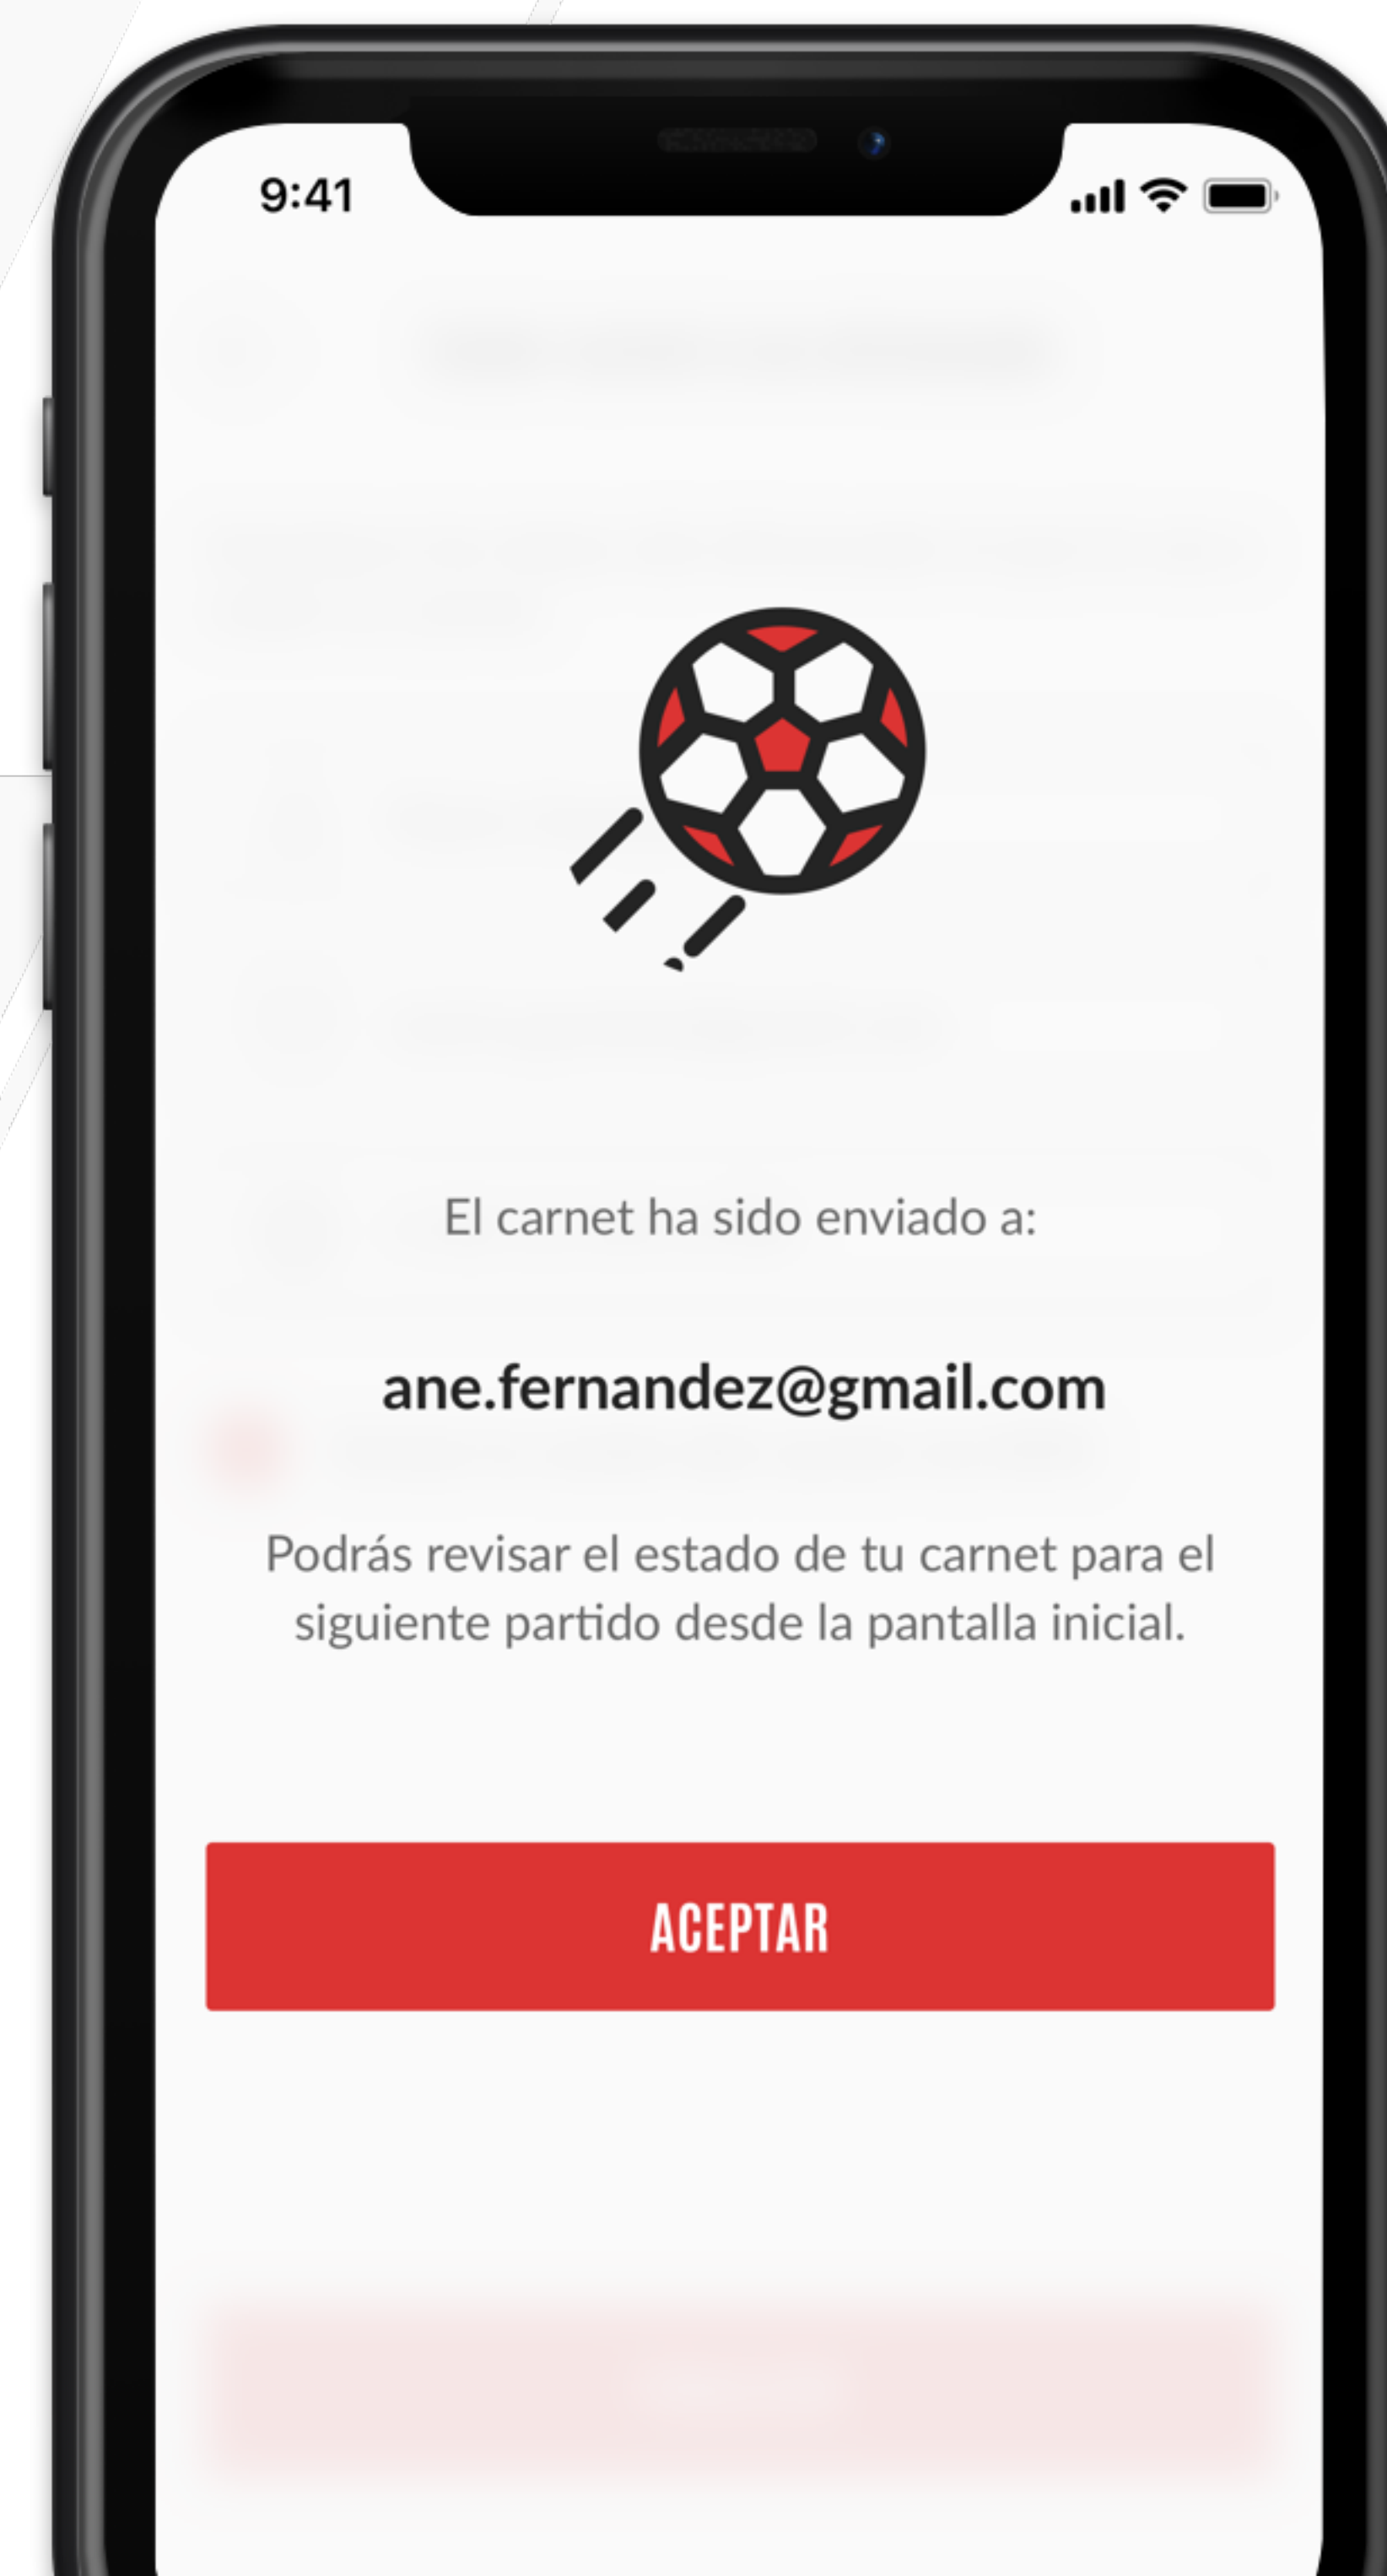 9:41
El carnet ha sido enviado a:
ane.fernandez@gmail.com
Podrás revisar el estado de tu carnet para el
siguiente partido desde la pantalla inicial.
ACEPTAR